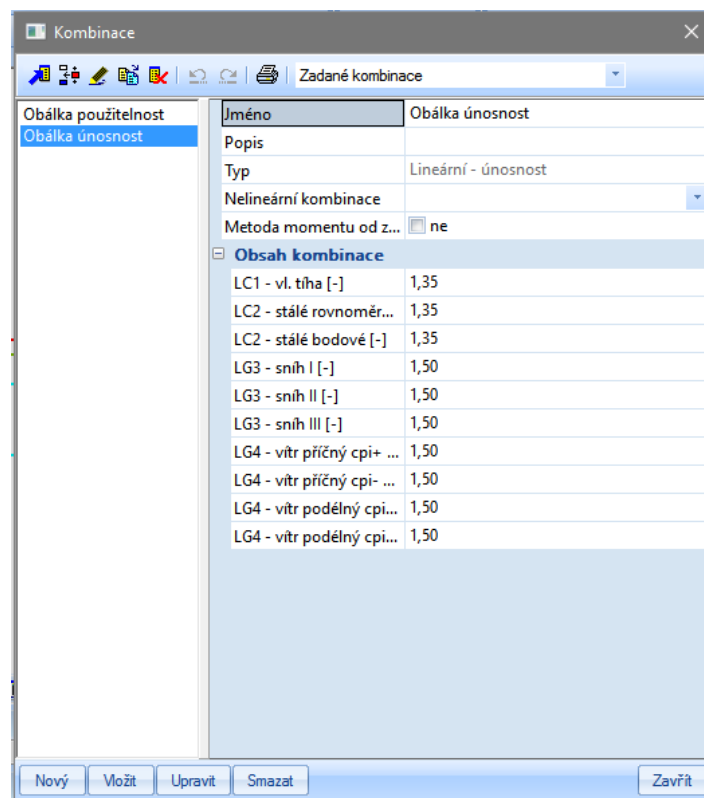 Kombinace
Zadané kombinace
Obálka použitelnost
Obálka únosnost
Jméno Obálka únosnost
Popis
Typ Lineární - únosnost
Nelineární kombinace
Metoda momentu od z... ne
Obsah kombinace
LC1 - vl. tíha [-] 1,35
LC2 - stálé rovnoměr... 1,35
LC2 - stálé bodové [-] 1,35
LG3 - sníh I [-] 1,50
LG3 - sníh II [-] 1,50
LG3 - sníh III [-] 1,50
LG4 - vítr příčný cpi+ ... 1,50
LG4 - vítr příčný cpi- ... 1,50
LG4 - vítr podélný cpi... 1,50
LG4 - vítr podélný cpi... 1,50
Nový Vložit Upravit Smazat Zavřít